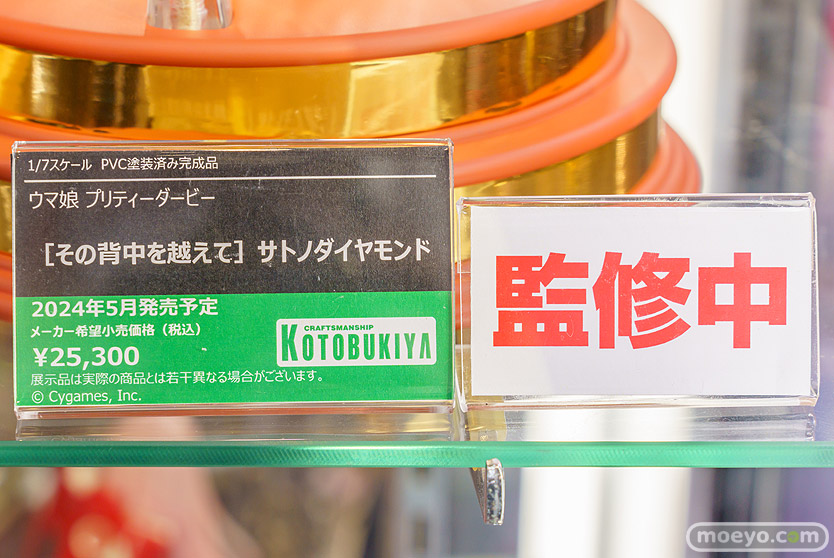 1/7スケール PVC塗装済み完成品
ウマ娘 プリティーダービー
［その背中を越えて］サトノダイヤモンド
2024年5月発売予定
メーカー希望小売価格（税込）
¥25,300
展示品は実際の商品とは若干異なる場合がございます。
© Cygames, Inc.
CRAFTSMANSHIP
KOTOBUKIYA
監修中
moeyo.com